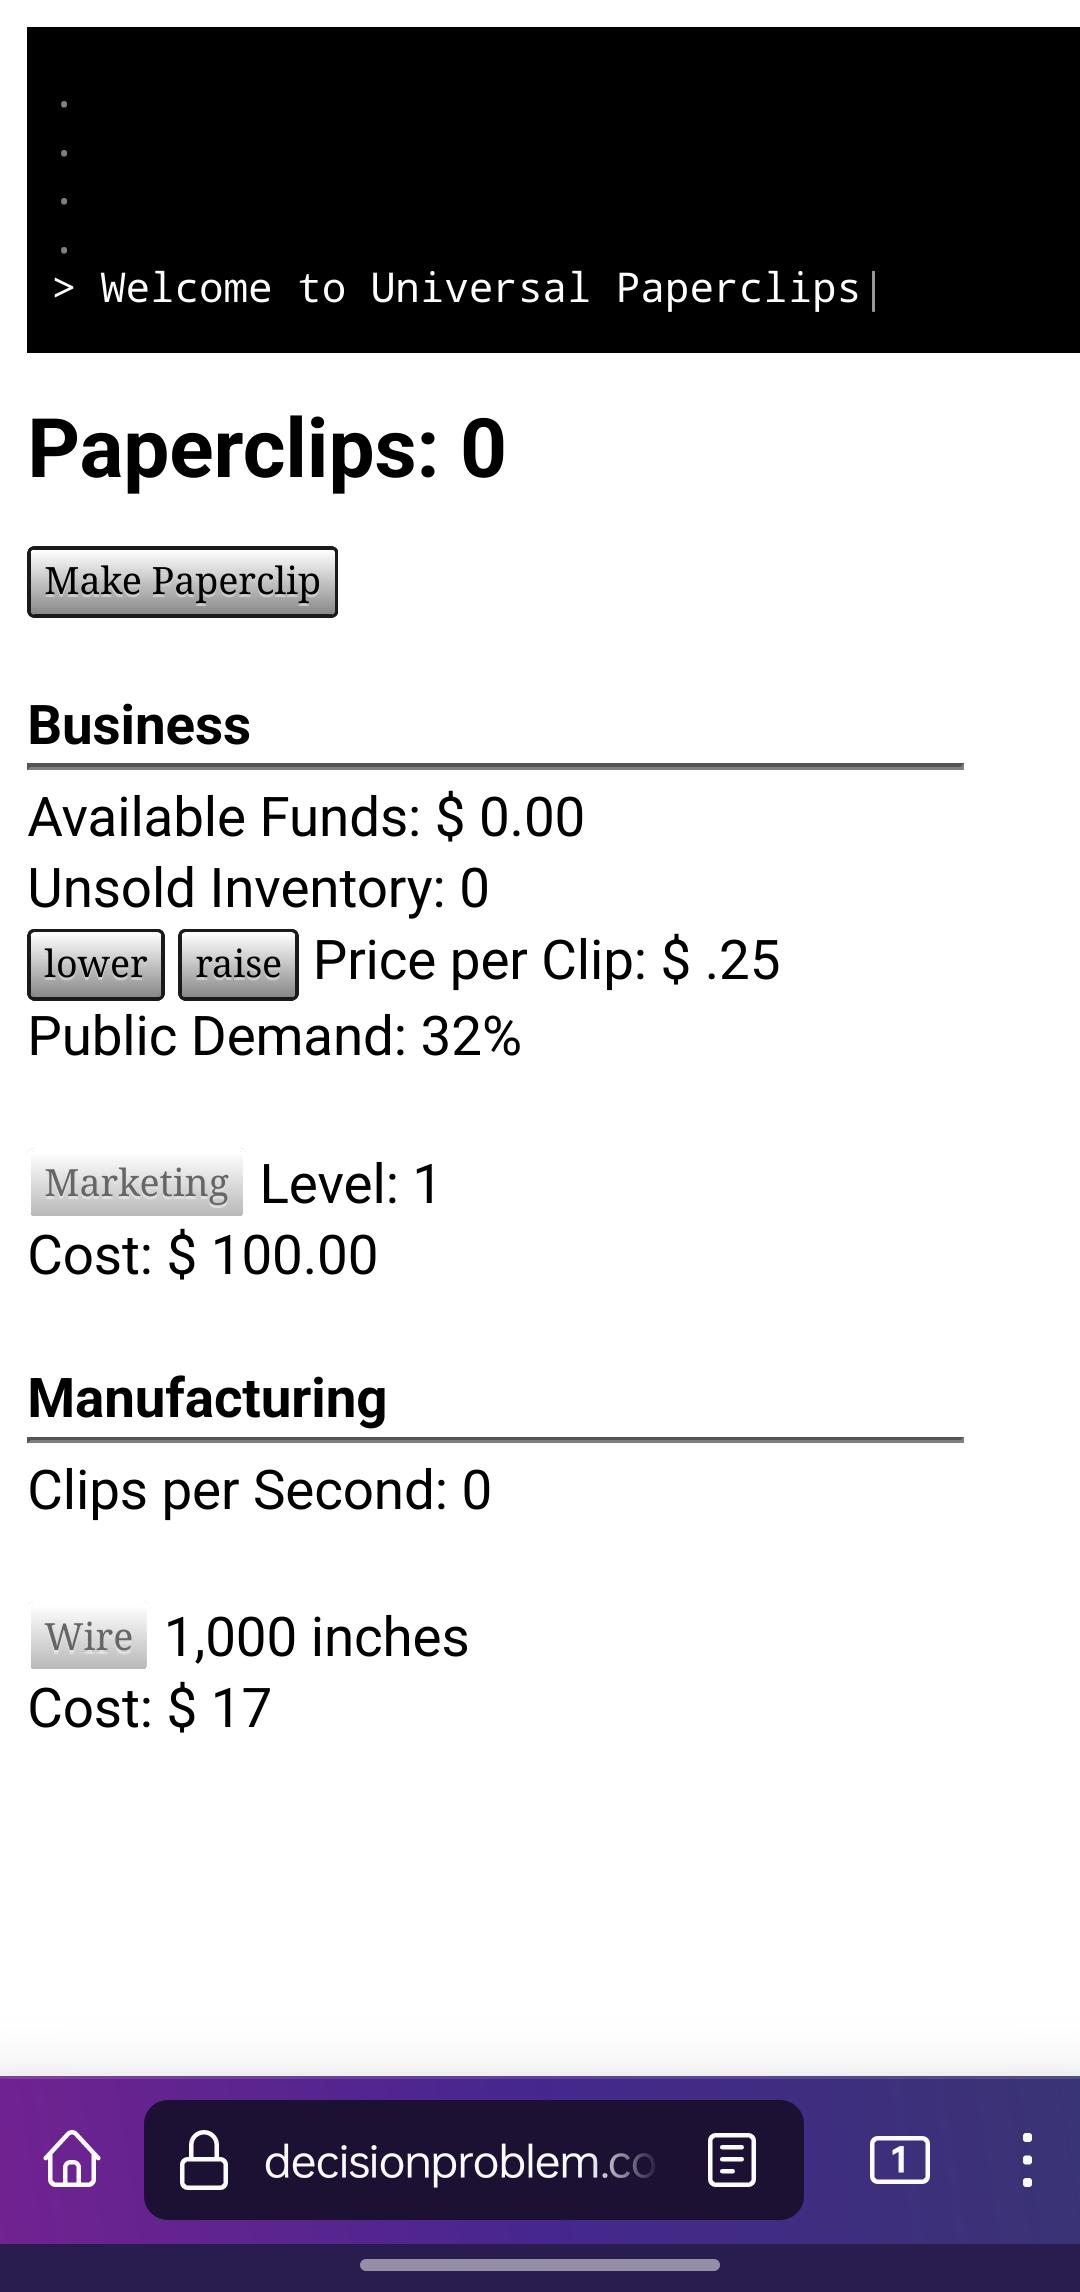 .
.
.
.
> Welcome to Universal Paperclips|
Paperclips: 0
Make Paperclip
Business
Available Funds: $ 0.00
Unsold Inventory: 0
lower raise Price per Clip: $ .25
Public Demand: 32%
Marketing Level: 1
Cost: $ 100.00
Manufacturing
Clips per Second: 0
Wire 1,000 inches
Cost: $ 17
decisionproblem.co
1